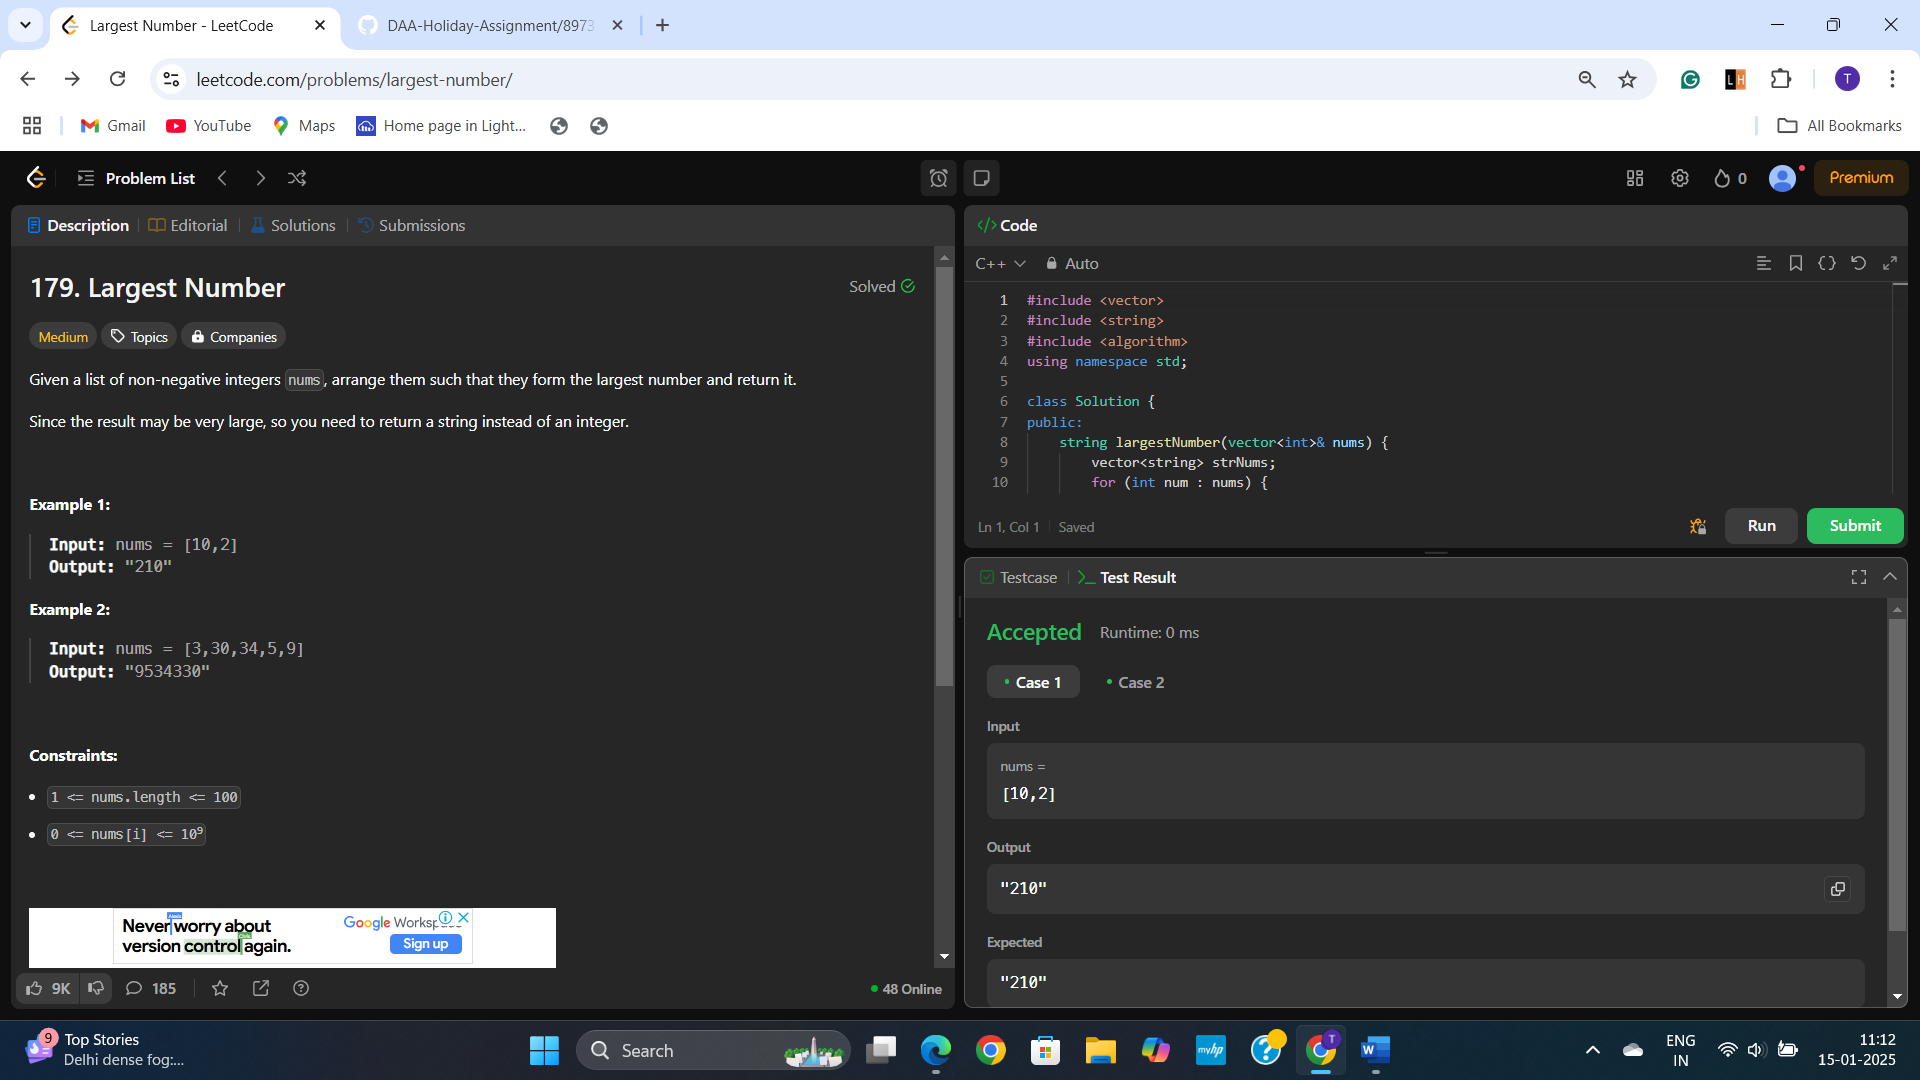 Largest Number - LeetCode
DAA-Holiday-Assignment/8973
leetcode.com/problems/largest-number/
T
Gmail
YouTube
Maps
Home page in Light...
All Bookmarks
Problem List
0
Premium
Description
Editorial
Solutions
Submissions
179. Largest Number
Solved
Medium
Topics
Companies
Given a list of non-negative integers nums, arrange them such that they form the largest number and return it.
Since the result may be very large, so you need to return a string instead of an integer.
Example 1:
Input: nums = [10,2]
Output: "210"
Example 2:
Input: nums = [3,30,34,5,9]
Output: "9534330"
Constraints:
1 <= nums.length <= 100
0 <= nums[i] <= 10⁹
Never worry about
version control again.
Google Workspace
Sign up
9K
185
48 Online
</> Code
C++
Auto
1 #include <vector>
2 #include <string>
3 #include <algorithm>
4 using namespace std;
5
6 class Solution {
7 public:
8 string largestNumber(vector<int>& nums) {
9 vector<string> strNums;
10 for (int num : nums) {
Ln 1, Col 1
Saved
Run
Submit
Testcase
Test Result
Accepted
Runtime: 0 ms
Case 1
Case 2
Input
nums =
[10,2]
Output
"210"
Expected
"210"
9
Top Stories
Delhi dense fog:...
Search
myhp
T
W
ENG
IN
11:12
15-01-2025